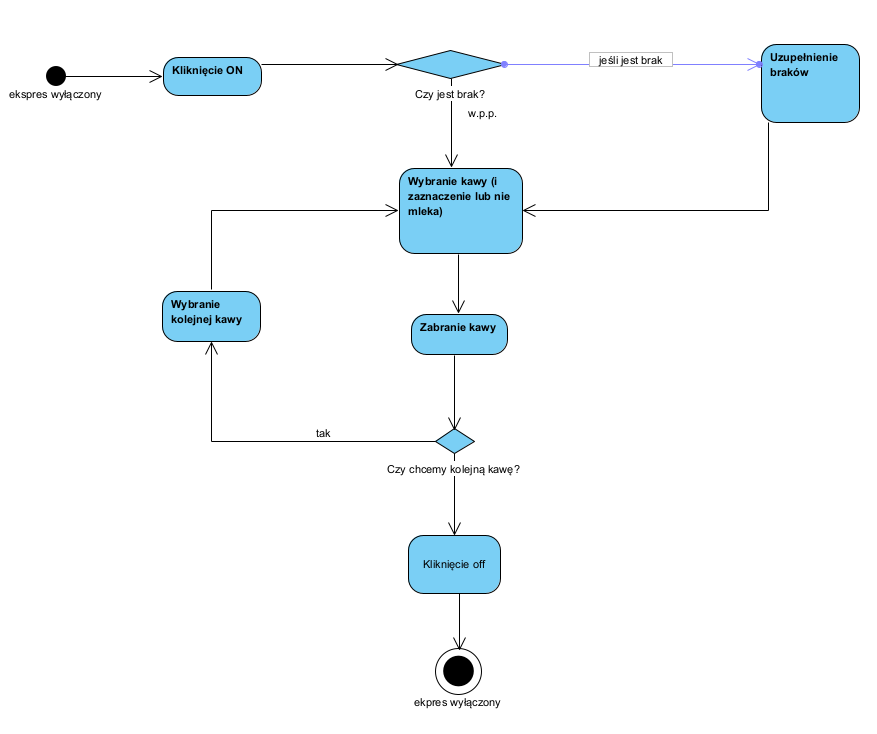 Kliknięcie ON
ekspres wyłączony
Czy jest brak?
w.p.p.
jeśli jest brak
Uzupełnienie
braków
Wybranie kawy (i
zaznaczenie lub nie
mleka)
Wybranie
kolejnej kawy
Zabranie kawy
tak
Czy chcemy kolejną kawę?
Kliknięcie off
ekpres wyłączony